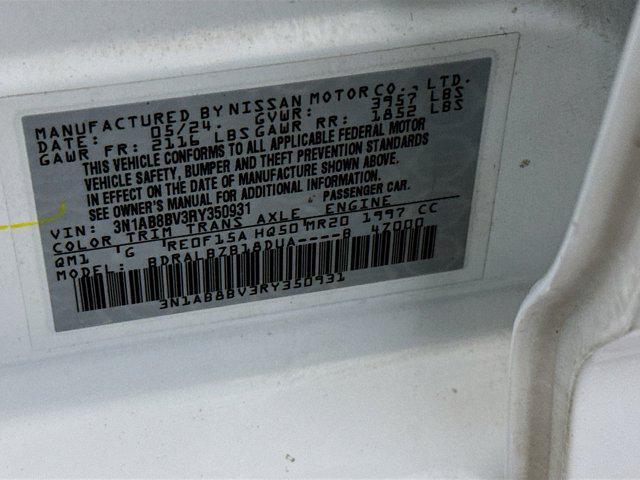 MANUFACTURED BY NISSAN MOTOR CO., LTD.
DATE: 05/24 GVWR: 3957 LBS
GAWR FR: 2116 LBS GAWR RR: 1852 LBS
THIS VEHICLE CONFORMS TO ALL APPLICABLE FEDERAL MOTOR
VEHICLE SAFETY, BUMPER AND THEFT PREVENTION STANDARDS
IN EFFECT ON THE DATE OF MANUFACTURE SHOWN ABOVE.
SEE OWNER'S MANUAL FOR ADDITIONAL INFORMATION.
VIN: 3N1AB8BV3RY350931 PASSENGER CAR.
COLOR TRIM TRANS AXLE ENGINE
QM1 G RE0F15A HQ50 MR20 1997 CC
MODEL: BDRALBZB18DUA----B 47000
3N1AB8BV3RY350931